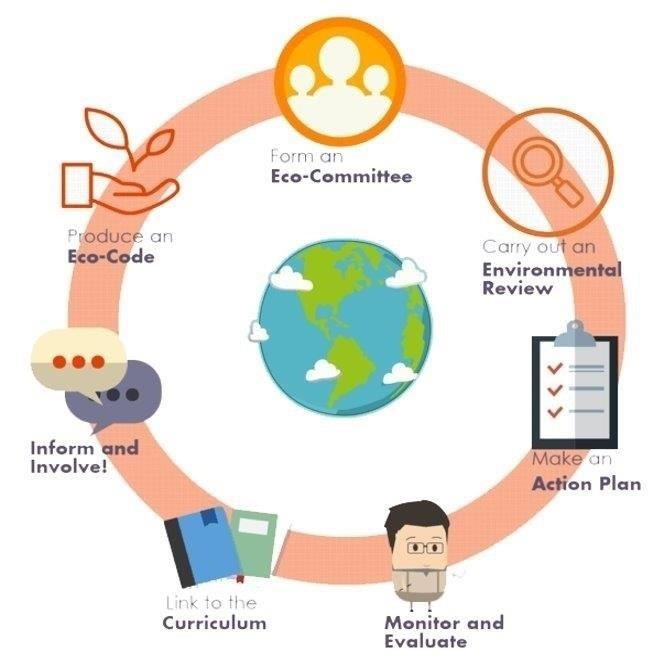 Form an
Eco-Committee
Carry out an
Environmental
Review
Make an
Action Plan
Monitor and
Evaluate
Link to the
Curriculum
Inform and
Involve!
Produce an
Eco-Code